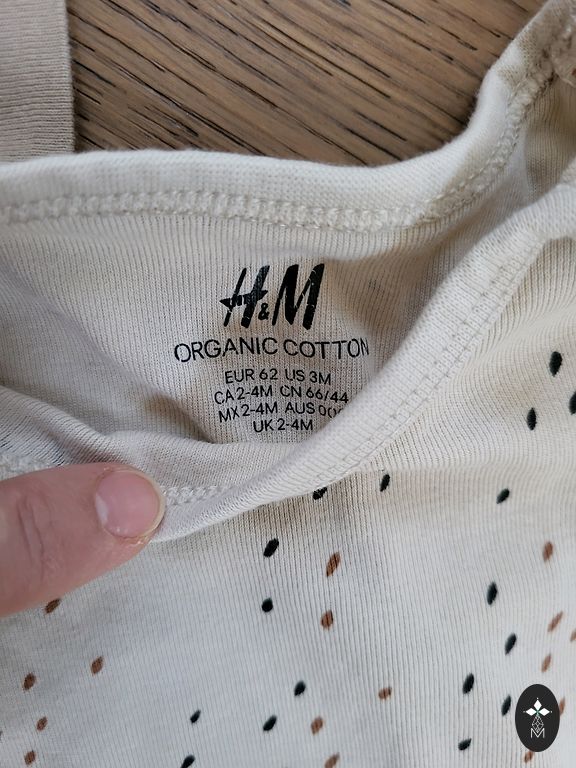 H&M
ORGANIC COTTON
EUR 62 US 3M
CA 2-4M CN 66/44
MX 2-4M AUS 00
UK 2-4M